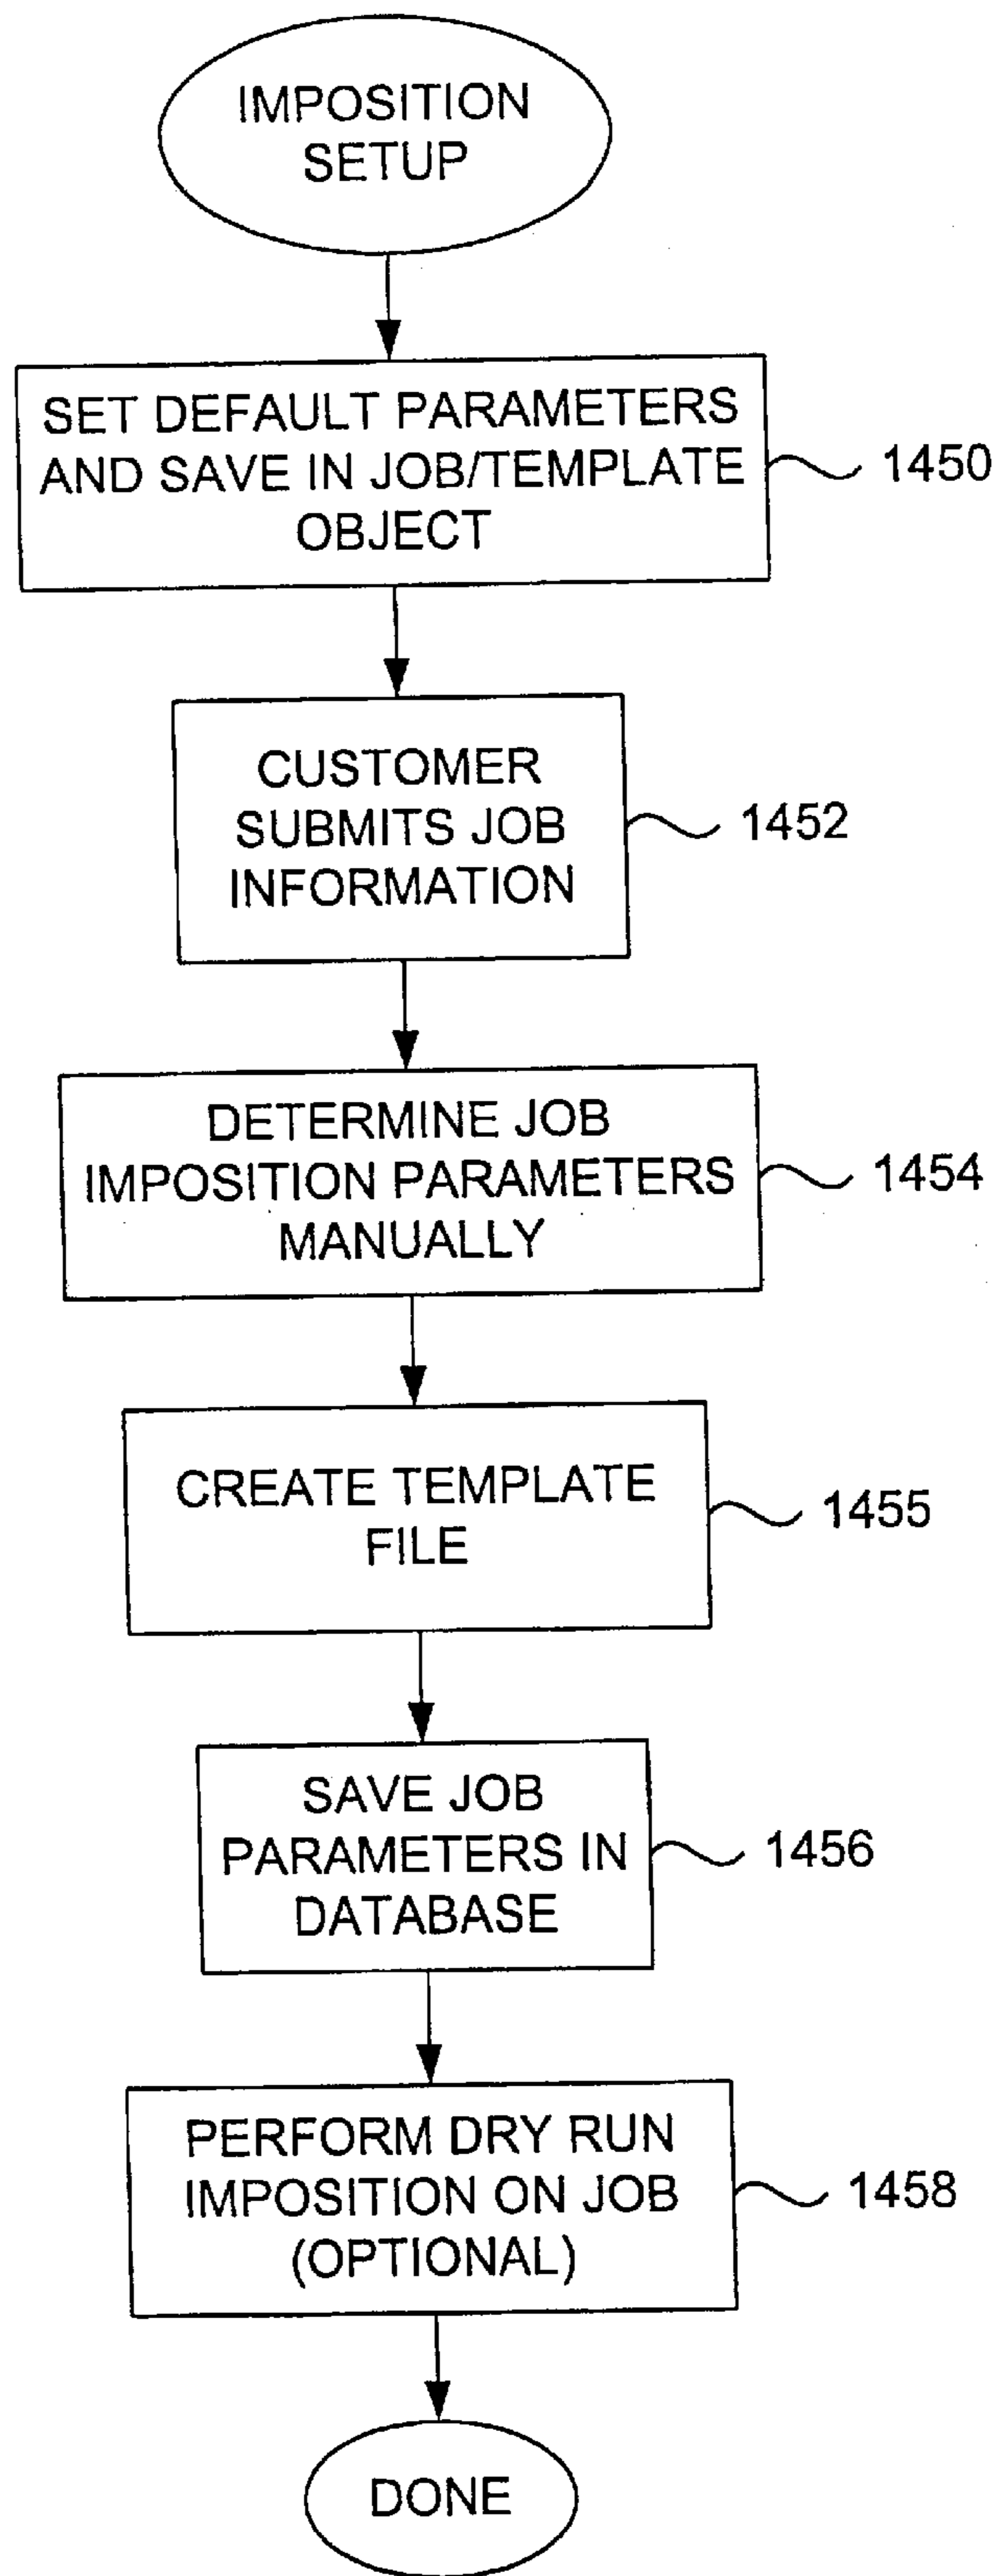 IMPOSITION
SETUP
SET DEFAULT PARAMETERS
AND SAVE IN JOB/TEMPLATE
OBJECT
1450
CUSTOMER
SUBMITS JOB
INFORMATION
1452
DETERMINE JOB
IMPOSITION PARAMETERS
MANUALLY
1454
CREATE TEMPLATE
FILE
1455
SAVE JOB
PARAMETERS IN
DATABASE
1456
PERFORM DRY RUN
IMPOSITION ON JOB
(OPTIONAL)
1458
DONE